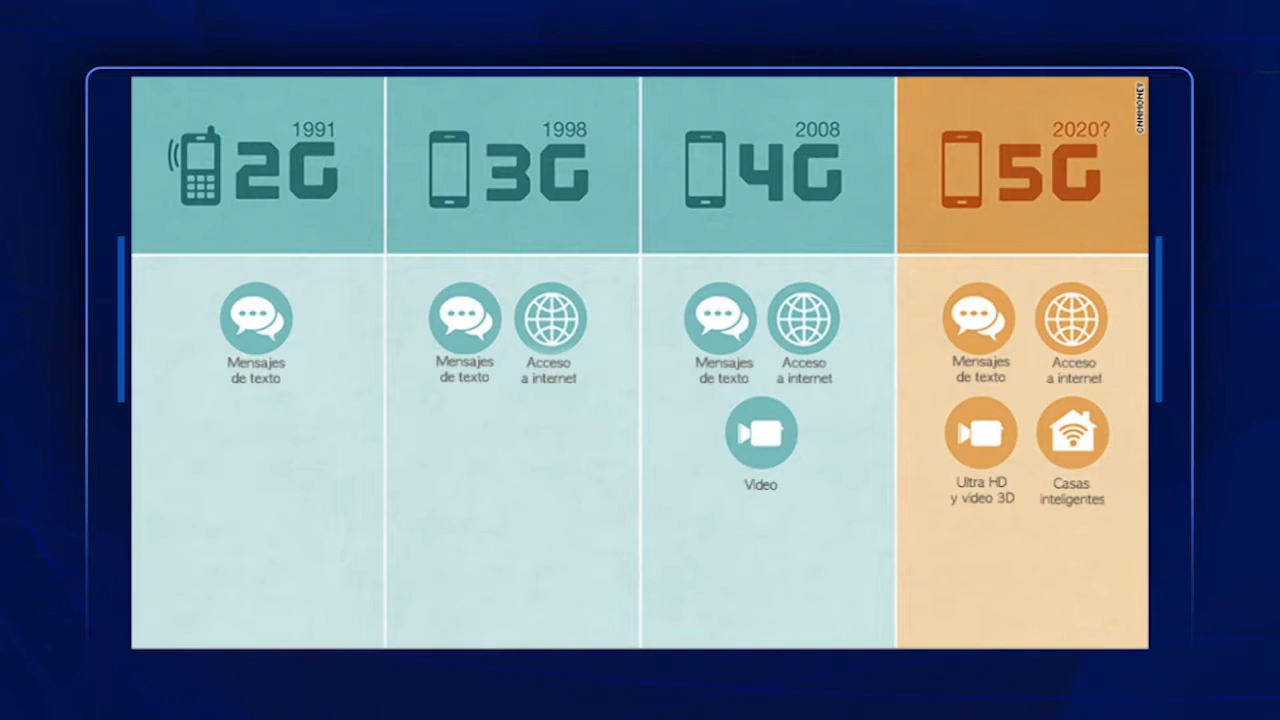 1991
2G
1998
3G
2008
4G
2020?
5G
CNNMONEY
Mensajes
de texto
Mensajes
de texto
Acceso
a internet
Mensajes
de texto
Acceso
a internet
Video
Mensajes
de texto
Acceso
a internet
Ultra HD
y video 3D
Casas
inteligentes